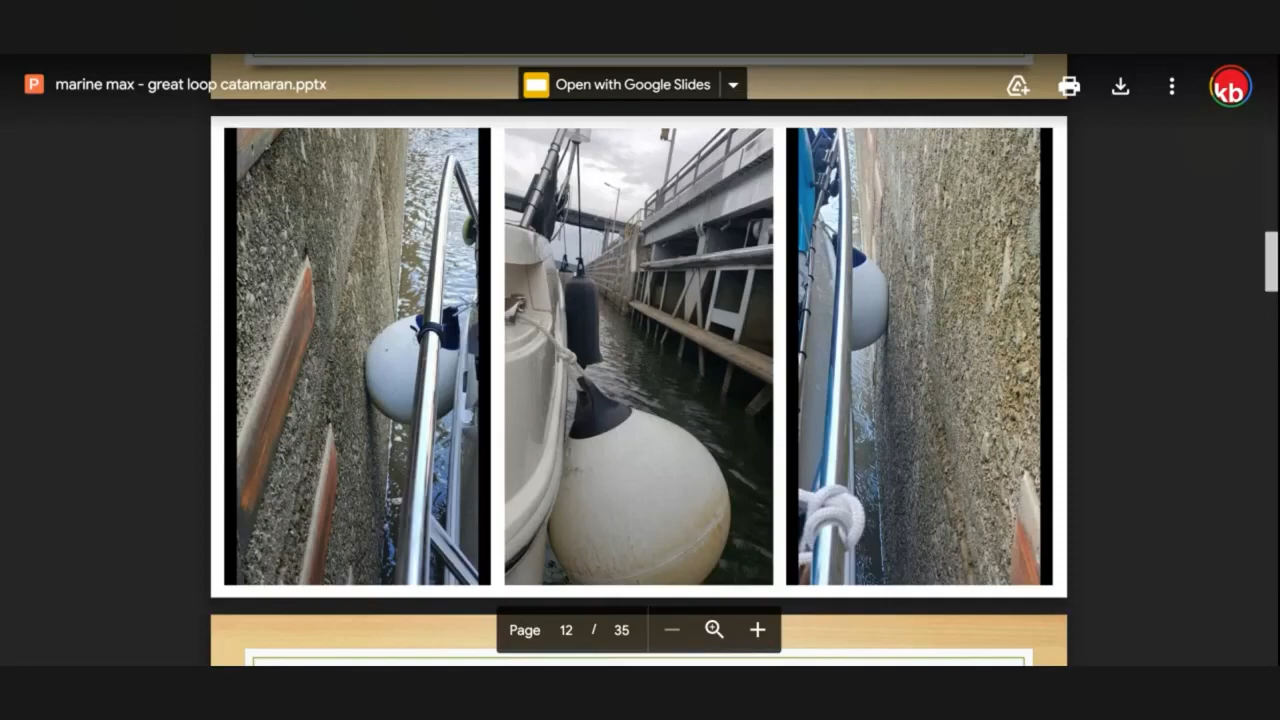 P marine max - great loop catamaran.pptx
Open with Google Slides
kb
Page 12 / 35